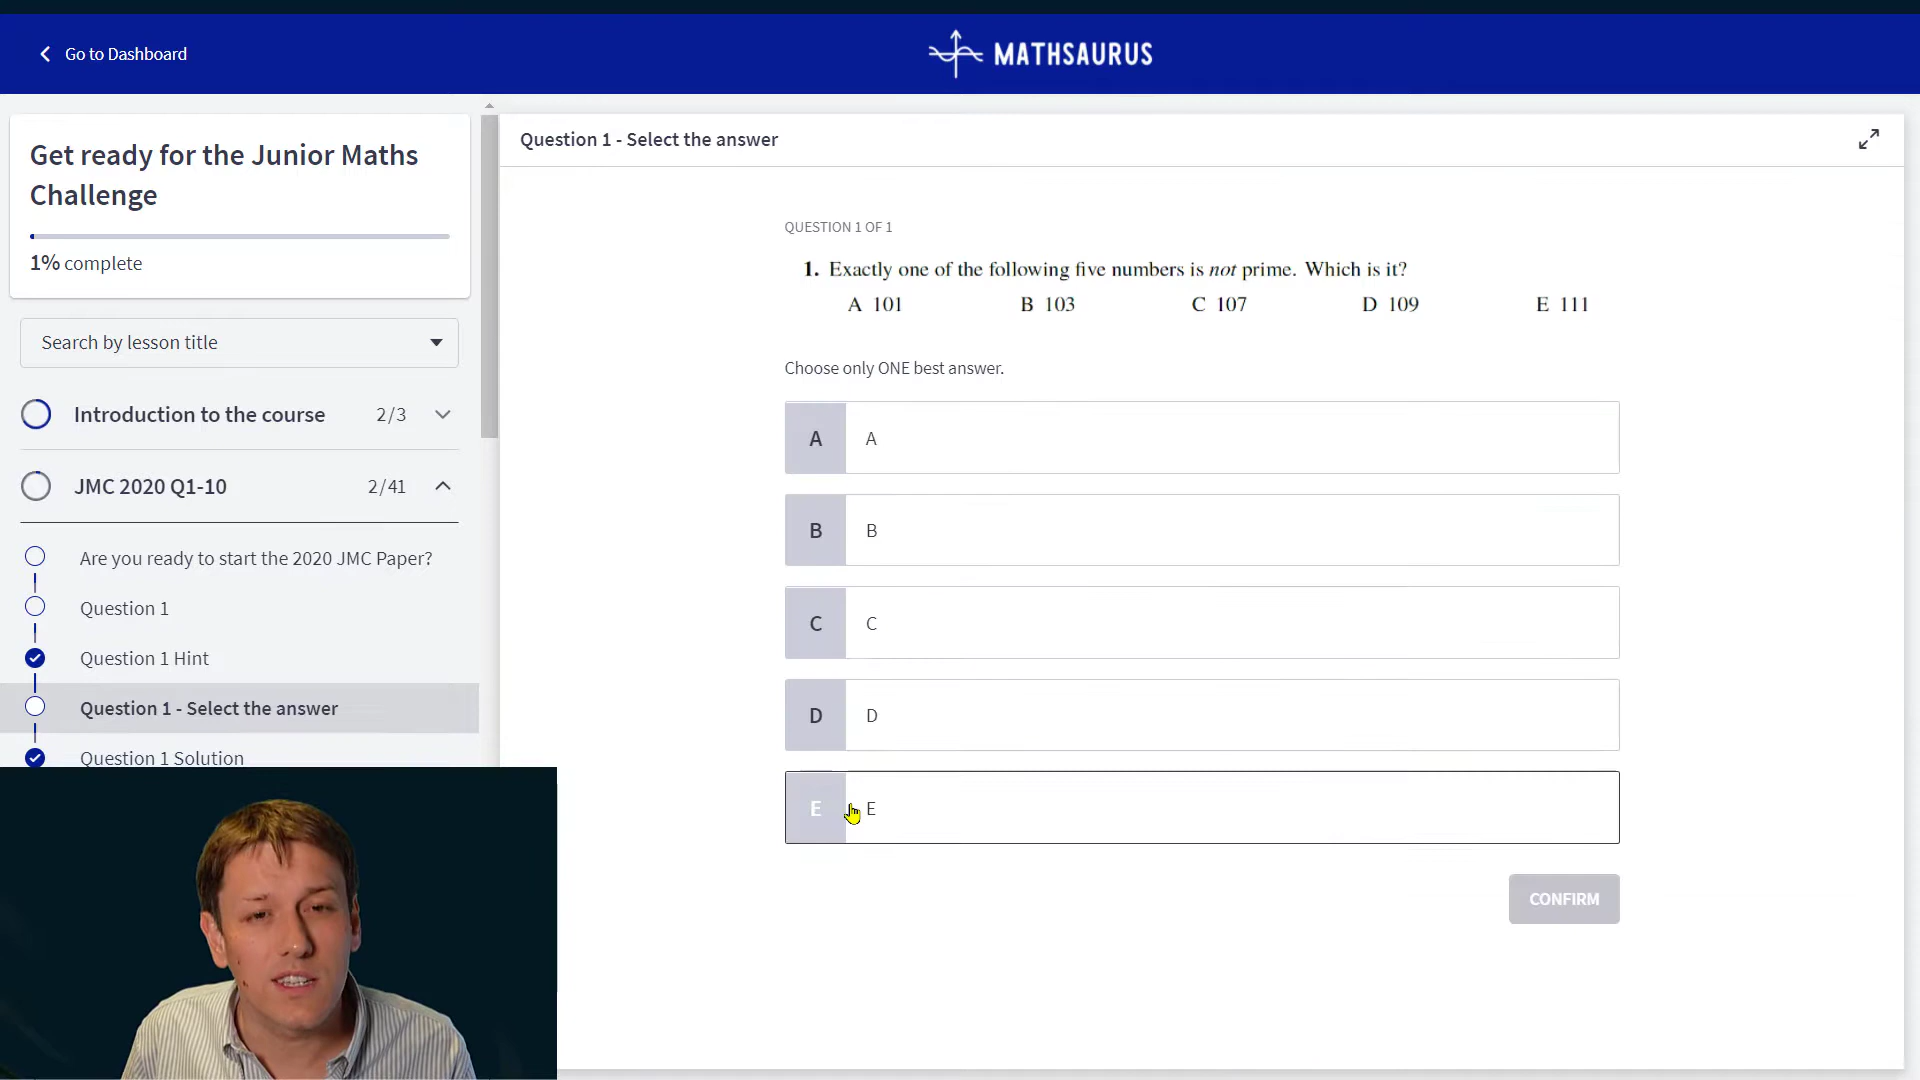 Go to Dashboard
MATHSAURUS
Get ready for the Junior Maths
Challenge
1% complete
Search by lesson title
Introduction to the course 2/3
JMC 2020 Q1-10 2/41
Are you ready to start the 2020 JMC Paper?
Question 1
Question 1 Hint
Question 1 - Select the answer
Question 1 Solution
Question 1 - Select the answer
QUESTION 1 OF 1
1. Exactly one of the following five numbers is not prime. Which is it?
A 101 B 103 C 107 D 109 E 111
Choose only ONE best answer.
A A
B B
C C
D D
E E
CONFIRM